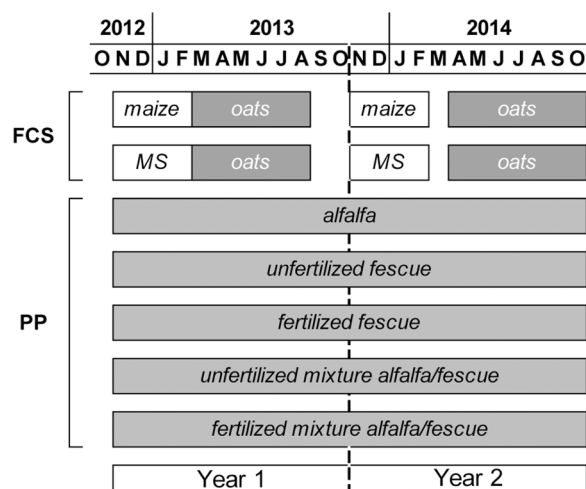 2012 2013 2014
O N D J F M A M J J A S O N D J F M A M J J A S O
FCS
maize oats maize oats
MS oats MS oats
PP
alfalfa
unfertilized fescue
fertilized fescue
unfertilized mixture alfalfa/fescue
fertilized mixture alfalfa/fescue
Year 1 Year 2